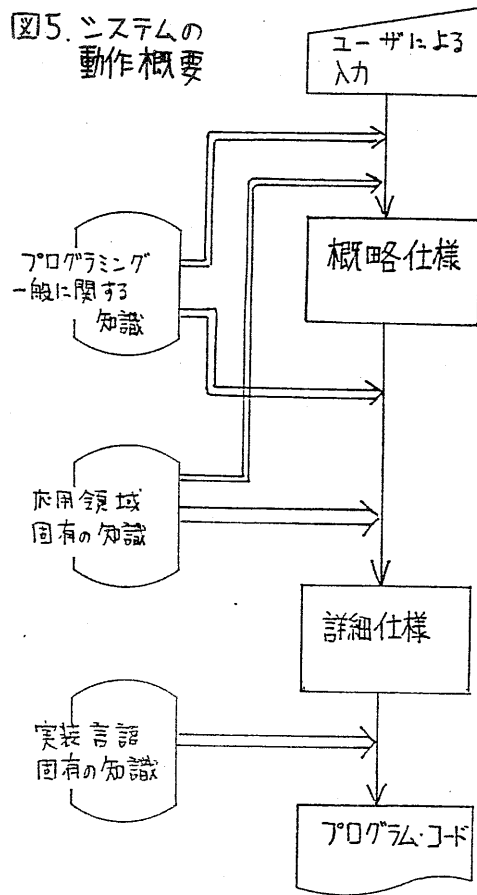 図5. システムの
動作概要
ユーザによる
入力
概略仕様
プログラミング
一般に関する
知識
応用領域
固有の知識
詳細仕様
実装言語
固有の知識
プログラム・コード